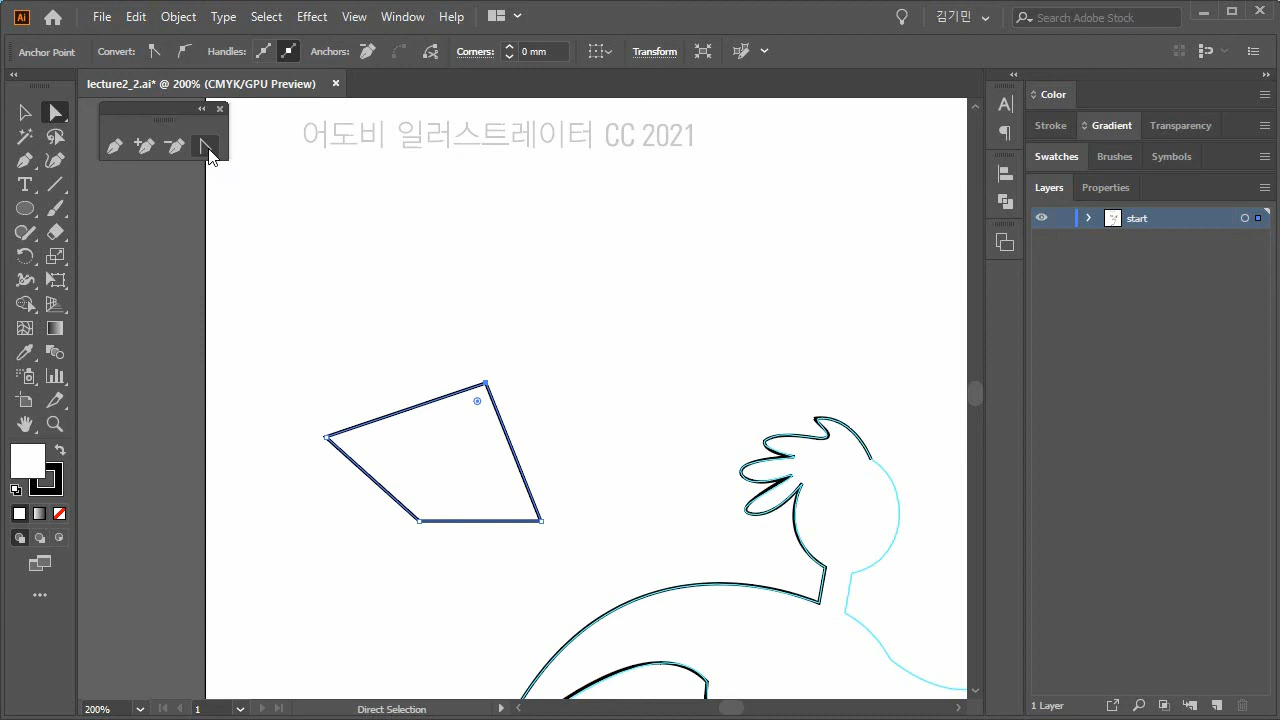 Ai File Edit Object Type Select Effect View Window Help 김기민 Search Adobe Stock
Anchor Point Convert: Handles: Anchors: Corners: 0 mm Transform
lecture2_2.ai* @ 200% (CMYK/GPU Preview) ×
어도비 일러스트레이터 CC 2021
Color
Stroke Gradient Transparency
Swatches Brushes Symbols
Layers Properties
start
200% 1 Direct Selection
1 Layer